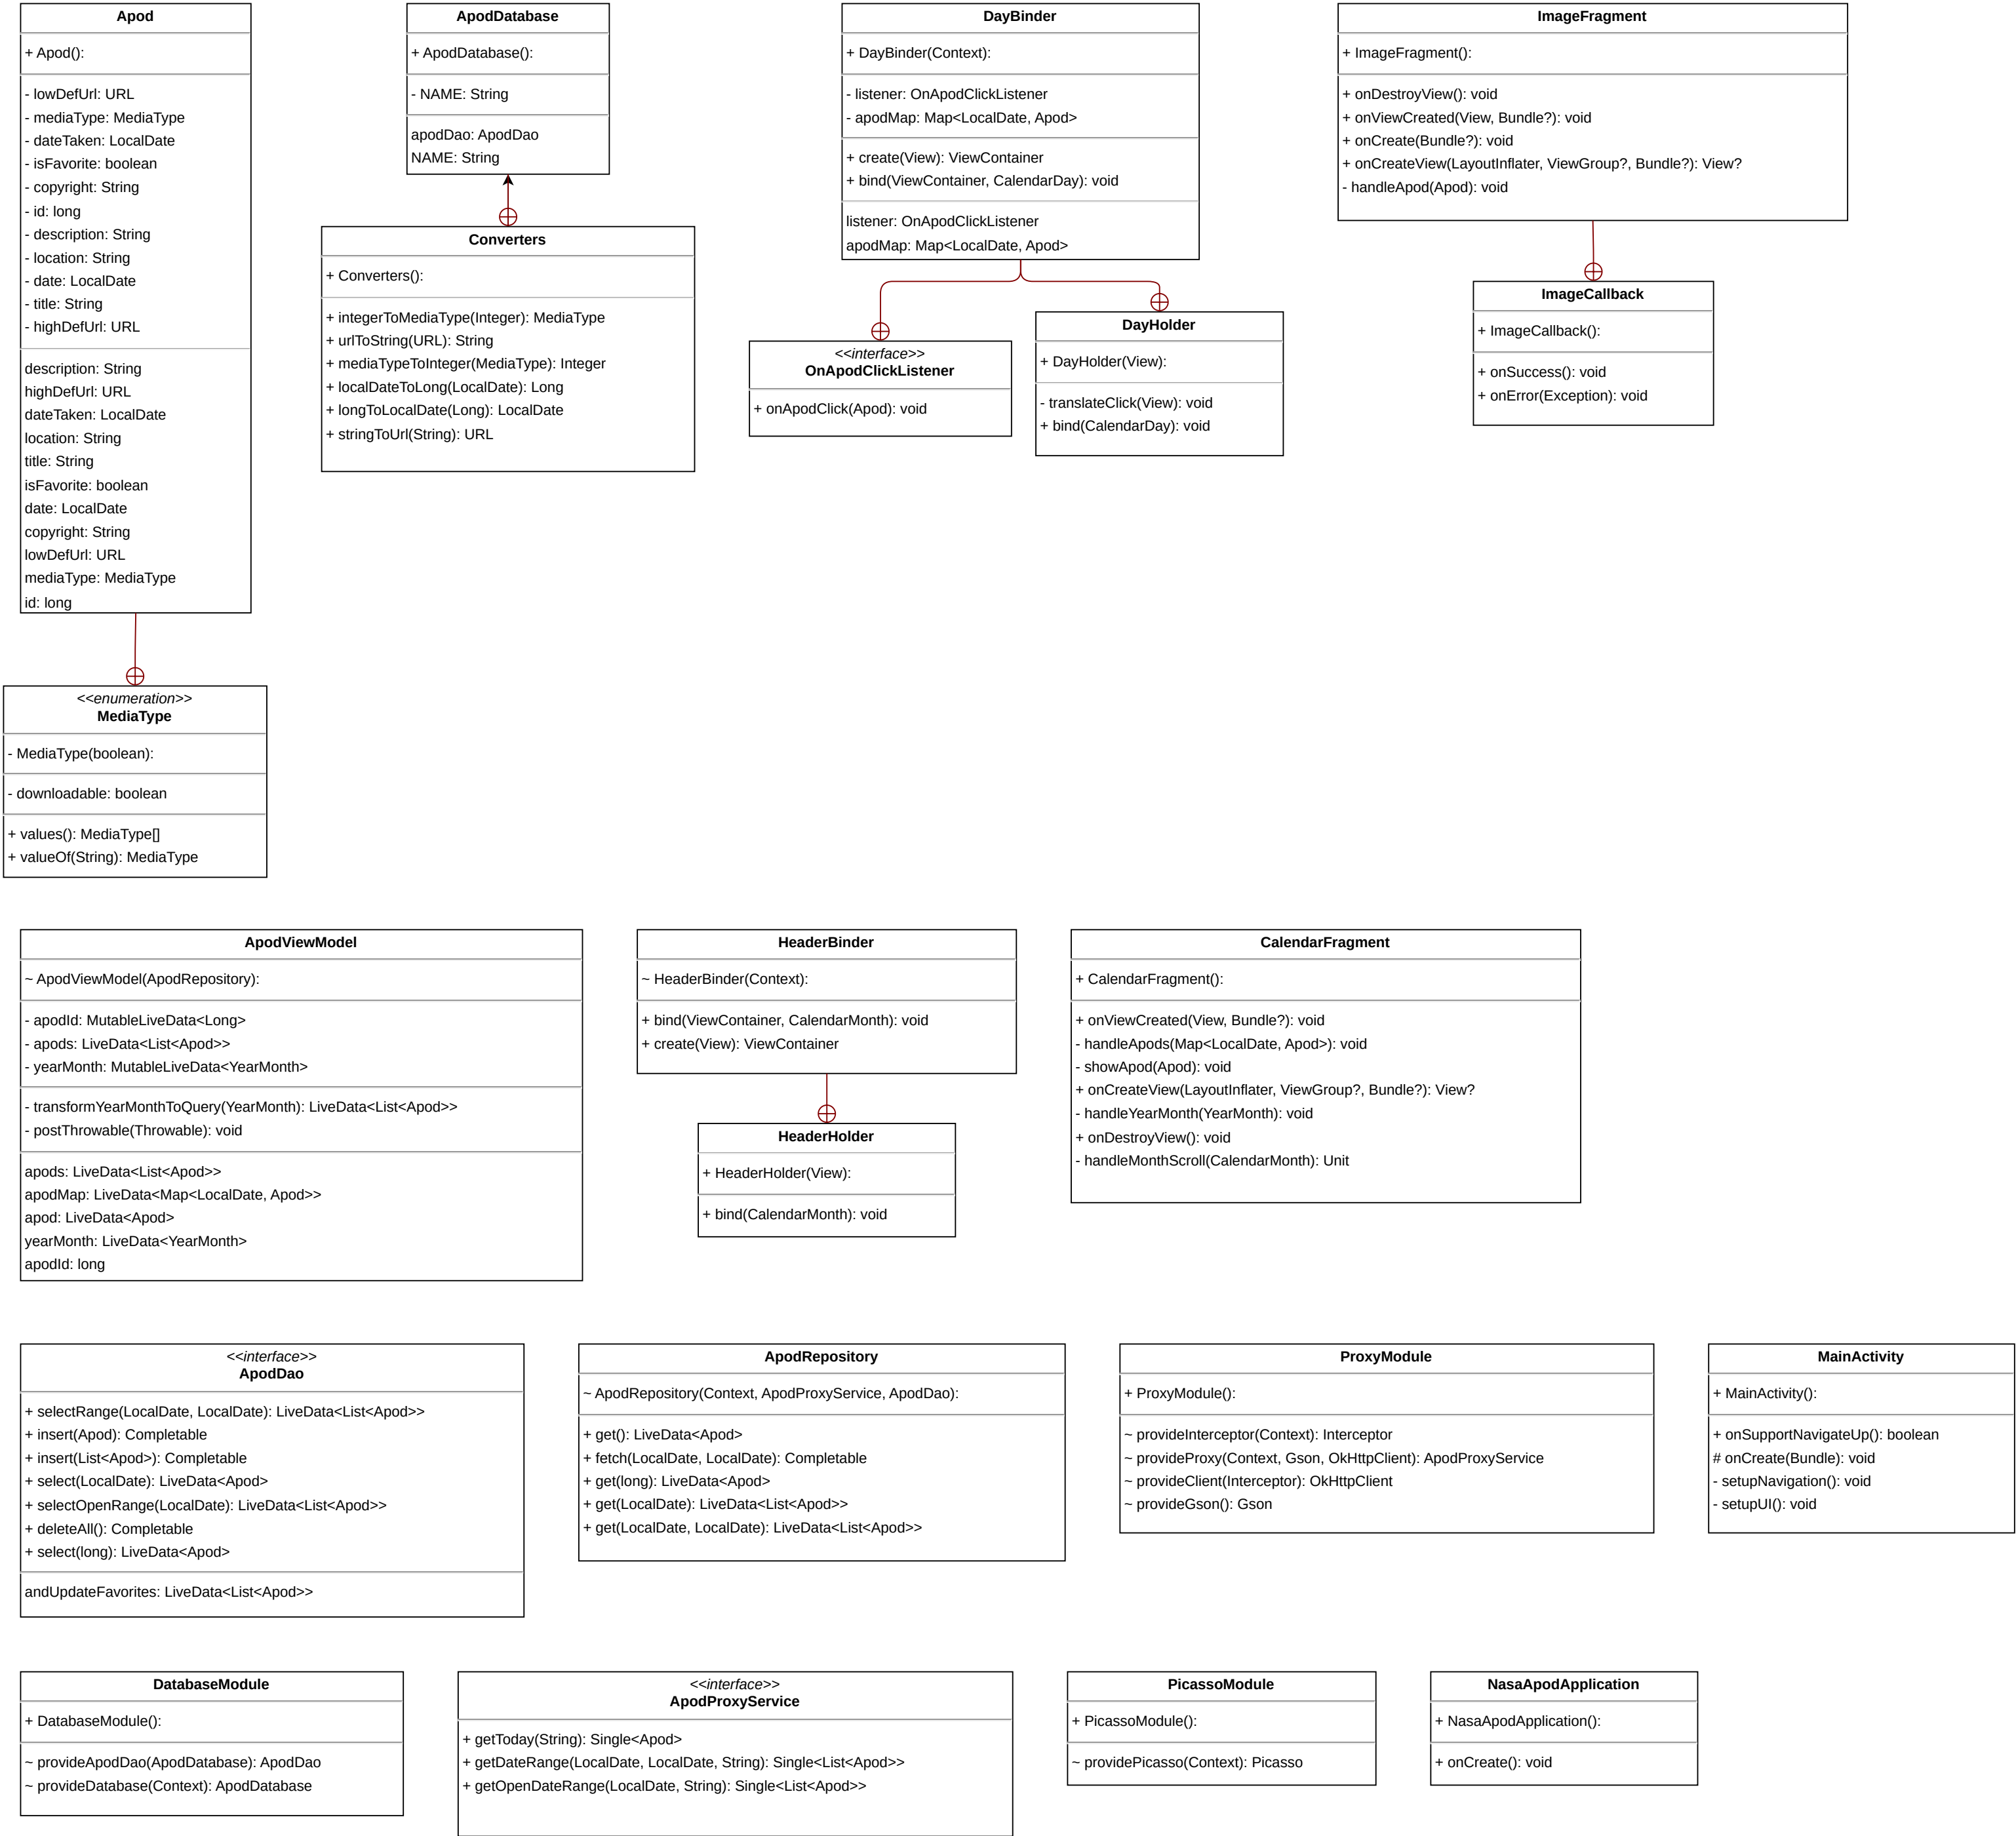 Apod
+ Apod():
- lowDefUrl: URL
- mediaType: MediaType
- dateTaken: LocalDate
- isFavorite: boolean
- copyright: String
- id: long
- description: String
- location: String
- date: LocalDate
- title: String
- highDefUrl: URL
description: String
highDefUrl: URL
dateTaken: LocalDate
location: String
title: String
isFavorite: boolean
date: LocalDate
copyright: String
lowDefUrl: URL
mediaType: MediaType
id: long
<<enumeration>>
MediaType
- MediaType(boolean):
- downloadable: boolean
+ values(): MediaType[]
+ valueOf(String): MediaType
ApodDatabase
+ ApodDatabase():
- NAME: String
apodDao: ApodDao
NAME: String
Converters
+ Converters():
+ integerToMediaType(Integer): MediaType
+ urlToString(URL): String
+ mediaTypeToInteger(MediaType): Integer
+ localDateToLong(LocalDate): Long
+ longToLocalDate(Long): LocalDate
+ stringToUrl(String): URL
DayBinder
+ DayBinder(Context):
- listener: OnApodClickListener
- apodMap: Map<LocalDate, Apod>
+ create(View): ViewContainer
+ bind(ViewContainer, CalendarDay): void
listener: OnApodClickListener
apodMap: Map<LocalDate, Apod>
<<interface>>
OnApodClickListener
+ onApodClick(Apod): void
DayHolder
+ DayHolder(View):
- translateClick(View): void
+ bind(CalendarDay): void
ImageFragment
+ ImageFragment():
+ onDestroyView(): void
+ onViewCreated(View, Bundle?): void
+ onCreate(Bundle?): void
+ onCreateView(LayoutInflater, ViewGroup?, Bundle?): View?
- handleApod(Apod): void
ImageCallback
+ ImageCallback():
+ onSuccess(): void
+ onError(Exception): void
ApodViewModel
~ ApodViewModel(ApodRepository):
- apodId: MutableLiveData<Long>
- apods: LiveData<List<Apod>>
- yearMonth: MutableLiveData<YearMonth>
- transformYearMonthToQuery(YearMonth): LiveData<List<Apod>>
- postThrowable(Throwable): void
apods: LiveData<List<Apod>>
apodMap: LiveData<Map<LocalDate, Apod>>
apod: LiveData<Apod>
yearMonth: LiveData<YearMonth>
apodId: long
HeaderBinder
~ HeaderBinder(Context):
+ bind(ViewContainer, CalendarMonth): void
+ create(View): ViewContainer
HeaderHolder
+ HeaderHolder(View):
+ bind(CalendarMonth): void
CalendarFragment
+ CalendarFragment():
+ onViewCreated(View, Bundle?): void
- handleApods(Map<LocalDate, Apod>): void
- showApod(Apod): void
+ onCreateView(LayoutInflater, ViewGroup?, Bundle?): View?
- handleYearMonth(YearMonth): void
+ onDestroyView(): void
- handleMonthScroll(CalendarMonth): Unit
<<interface>>
ApodDao
+ selectRange(LocalDate, LocalDate): LiveData<List<Apod>>
+ insert(Apod): Completable
+ insert(List<Apod>): Completable
+ select(LocalDate): LiveData<Apod>
+ selectOpenRange(LocalDate): LiveData<List<Apod>>
+ deleteAll(): Completable
+ select(long): LiveData<Apod>
andUpdateFavorites: LiveData<List<Apod>>
ApodRepository
~ ApodRepository(Context, ApodProxyService, ApodDao):
+ get(): LiveData<Apod>
+ fetch(LocalDate, LocalDate): Completable
+ get(long): LiveData<Apod>
+ get(LocalDate): LiveData<List<Apod>>
+ get(LocalDate, LocalDate): LiveData<List<Apod>>
ProxyModule
+ ProxyModule():
~ provideInterceptor(Context): Interceptor
~ provideProxy(Context, Gson, OkHttpClient): ApodProxyService
~ provideClient(Interceptor): OkHttpClient
~ provideGson(): Gson
MainActivity
+ MainActivity():
+ onSupportNavigateUp(): boolean
# onCreate(Bundle): void
- setupNavigation(): void
- setupUI(): void
DatabaseModule
+ DatabaseModule():
~ provideApodDao(ApodDatabase): ApodDao
~ provideDatabase(Context): ApodDatabase
<<interface>>
ApodProxyService
+ getToday(String): Single<Apod>
+ getDateRange(LocalDate, LocalDate, String): Single<List<Apod>>
+ getOpenDateRange(LocalDate, String): Single<List<Apod>>
PicassoModule
+ PicassoModule():
~ providePicasso(Context): Picasso
NasaApodApplication
+ NasaApodApplication():
+ onCreate(): void